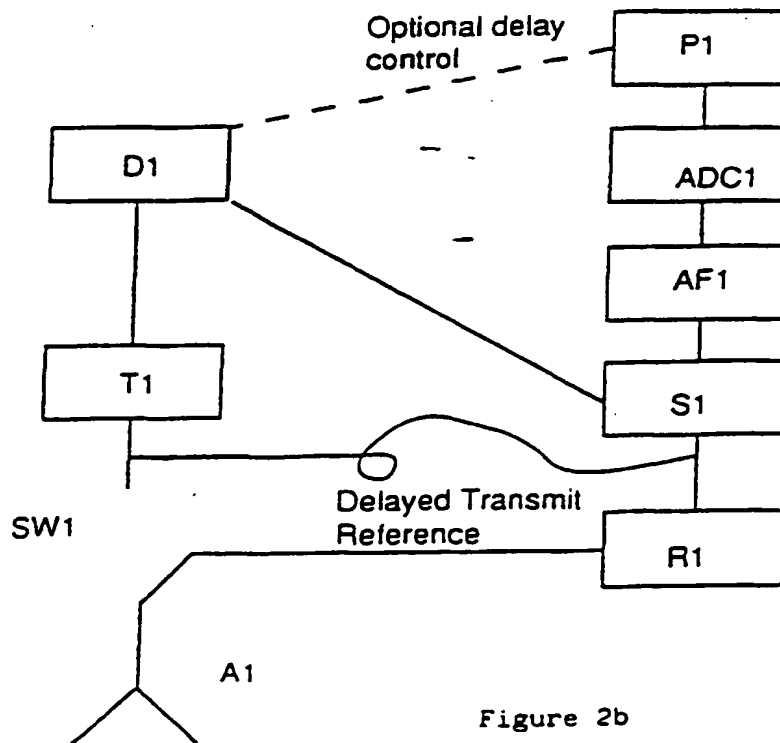 Optional delay
control
P1
D1
ADC1
AF1
T1
S1
Delayed Transmit
Reference
SW1
R1
A1
Figure 2b